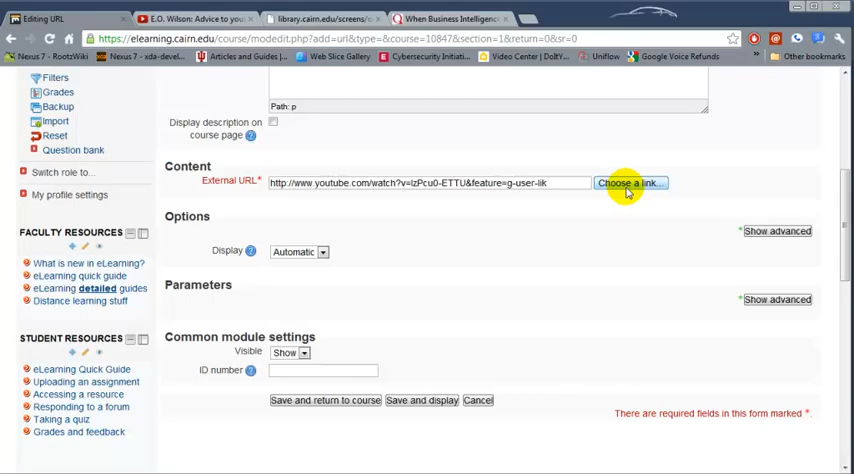 Editing URL
E.O. Wilson: Advice to you
library.cairn.edu/screens/
When Business Intelligence
https://elearning.cairn.edu/course/modedit.php?add=url&type=&course=10847&section=1&return=0&sr=0
Nexus 7 - RootzWiki
Nexus 7 - xda-devel...
Articles and Guides |...
Web Slice Gallery
Cybersecurity Initiati...
Video Center | DoITY...
Uniflow
Google Voice Refunds
»
Other bookmarks
Filters
Grades
Backup
Import
Reset
Question bank
Switch role to...
My profile settings
FACULTY RESOURCES
What is new in eLearning?
eLearning quick guide
eLearning detailed guides
Distance learning stuff
STUDENT RESOURCES
eLearning Quick Guide
Uploading an assignment
Accessing a resource
Responding to a forum
Taking a quiz
Grades and feedback
Path: p
Display description on
course page
Content
External URL* http://www.youtube.com/watch?v=lzPcu0-ETTU&feature=g-user-lik Choose a link...
Options
* Show advanced
Display Automatic
Parameters
* Show advanced
Common module settings
Visible Show
ID number
Save and return to course Save and display Cancel
There are required fields in this form marked *.